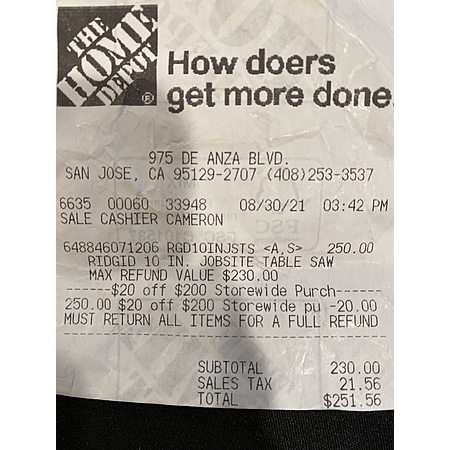 THE
HOME
DEPOT
®
How doers
get more done.
975 DE ANZA BLVD.
SAN JOSE, CA 95129-2707 (408)253-3537
6635 00060 33948 08/30/21 03:42 PM
SALE CASHIER CAMERON
648846071206 RGD10INJSTS <A,S> 250.00
RIDGID 10 IN. JOBSITE TABLE SAW
MAX REFUND VALUE $230.00
------$20 off $200 Storewide Purch------
250.00 $20 off $200 Storewide pu -20.00
MUST RETURN ALL ITEMS FOR A FULL REFUND
----------------------------------------
SUBTOTAL 230.00
SALES TAX 21.56
TOTAL $251.56